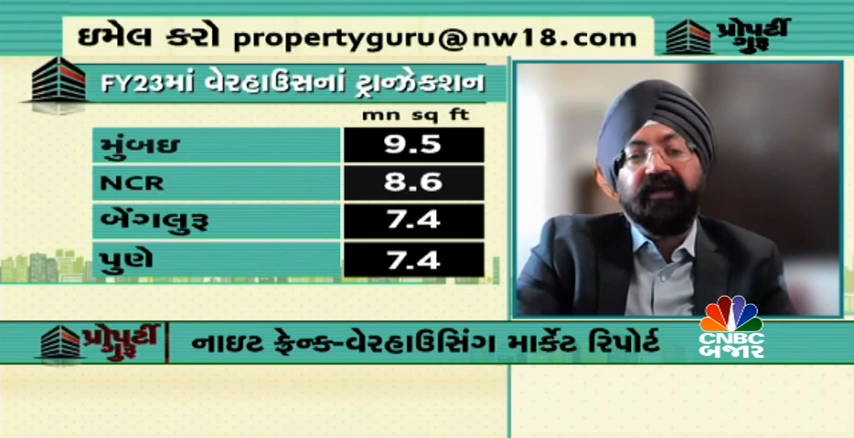 ઇમેલ કરો propertyguru@nw18.com
પ્રોપર્ટી
ગુરૂ
FY23માં વેરહાઉસનાં ટ્રાન્ઝેક્શન
mn sq ft
મુંબઇ 9.5
NCR 8.6
બેંગલુરૂ 7.4
પુણે 7.4
પ્રોપર્ટી
ગુરૂ
નાઇટ ફ્રેન્ક-વેરહાઉસિંગ માર્કેટ રિપોર્ટ
CNBC
બજાર